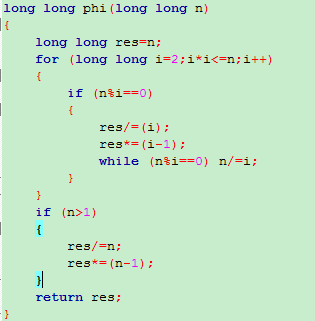 long long phi(long long n)
{
    long long res=n;
    for (long long i=2;i*i<=n;i++)
    {
        if (n%i==0)
        {
            res/=(i);
            res*=(i-1);
            while (n%i==0) n/=i;
        }
    }
    if (n>1)
    {
        res/=n;
        res*=(n-1);
    }
    return res;
}